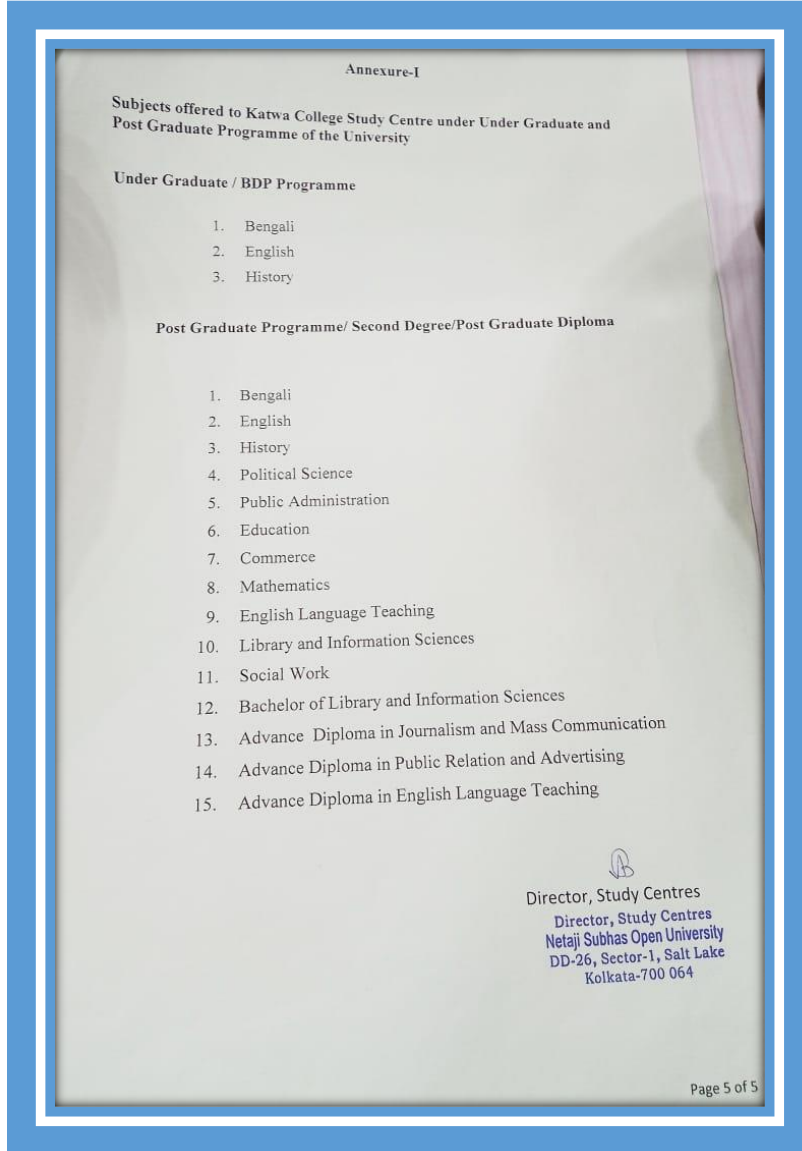 Annexure-I
Subjects offered to Katwa College Study Centre under Under Graduate and
Post Graduate Programme of the University
Under Graduate / BDP Programme
1. Bengali
2. English
3. History
Post Graduate Programme/ Second Degree/Post Graduate Diploma
1. Bengali
2. English
3. History
4. Political Science
5. Public Administration
6. Education
7. Commerce
8. Mathematics
9. English Language Teaching
10. Library and Information Sciences
11. Social Work
12. Bachelor of Library and Information Sciences
13. Advance Diploma in Journalism and Mass Communication
14. Advance Diploma in Public Relation and Advertising
15. Advance Diploma in English Language Teaching
Director, Study Centres
Director, Study Centres
Netaji Subhas Open University
DD-26, Sector-1, Salt Lake
Kolkata-700 064
Page 5 of 5